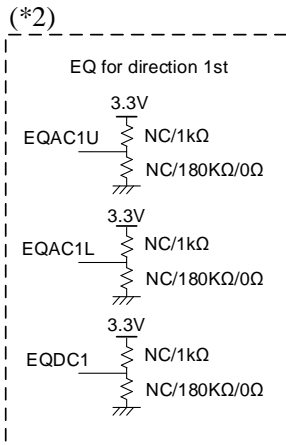 (*2)
EQ for direction 1st
3.3V
EQAC1U
NC/1kΩ
NC/180KΩ/0Ω
3.3V
EQAC1L
NC/1kΩ
NC/180KΩ/0Ω
3.3V
EQDC1
NC/1kΩ
NC/180KΩ/0Ω